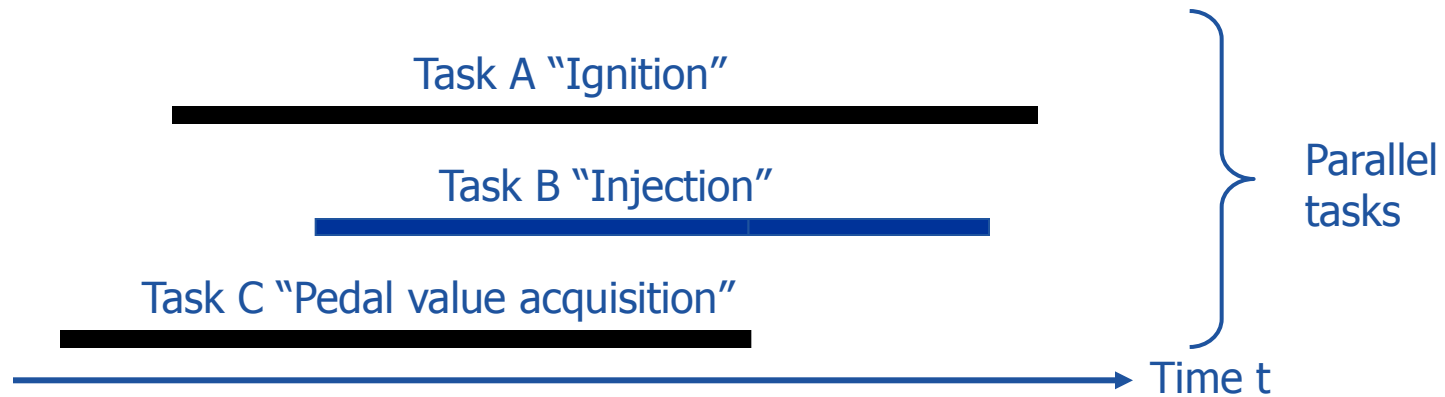 Task A “Ignition”
Task B “Injection”
Parallel
tasks
Task C “Pedal value acquisition”
Time t